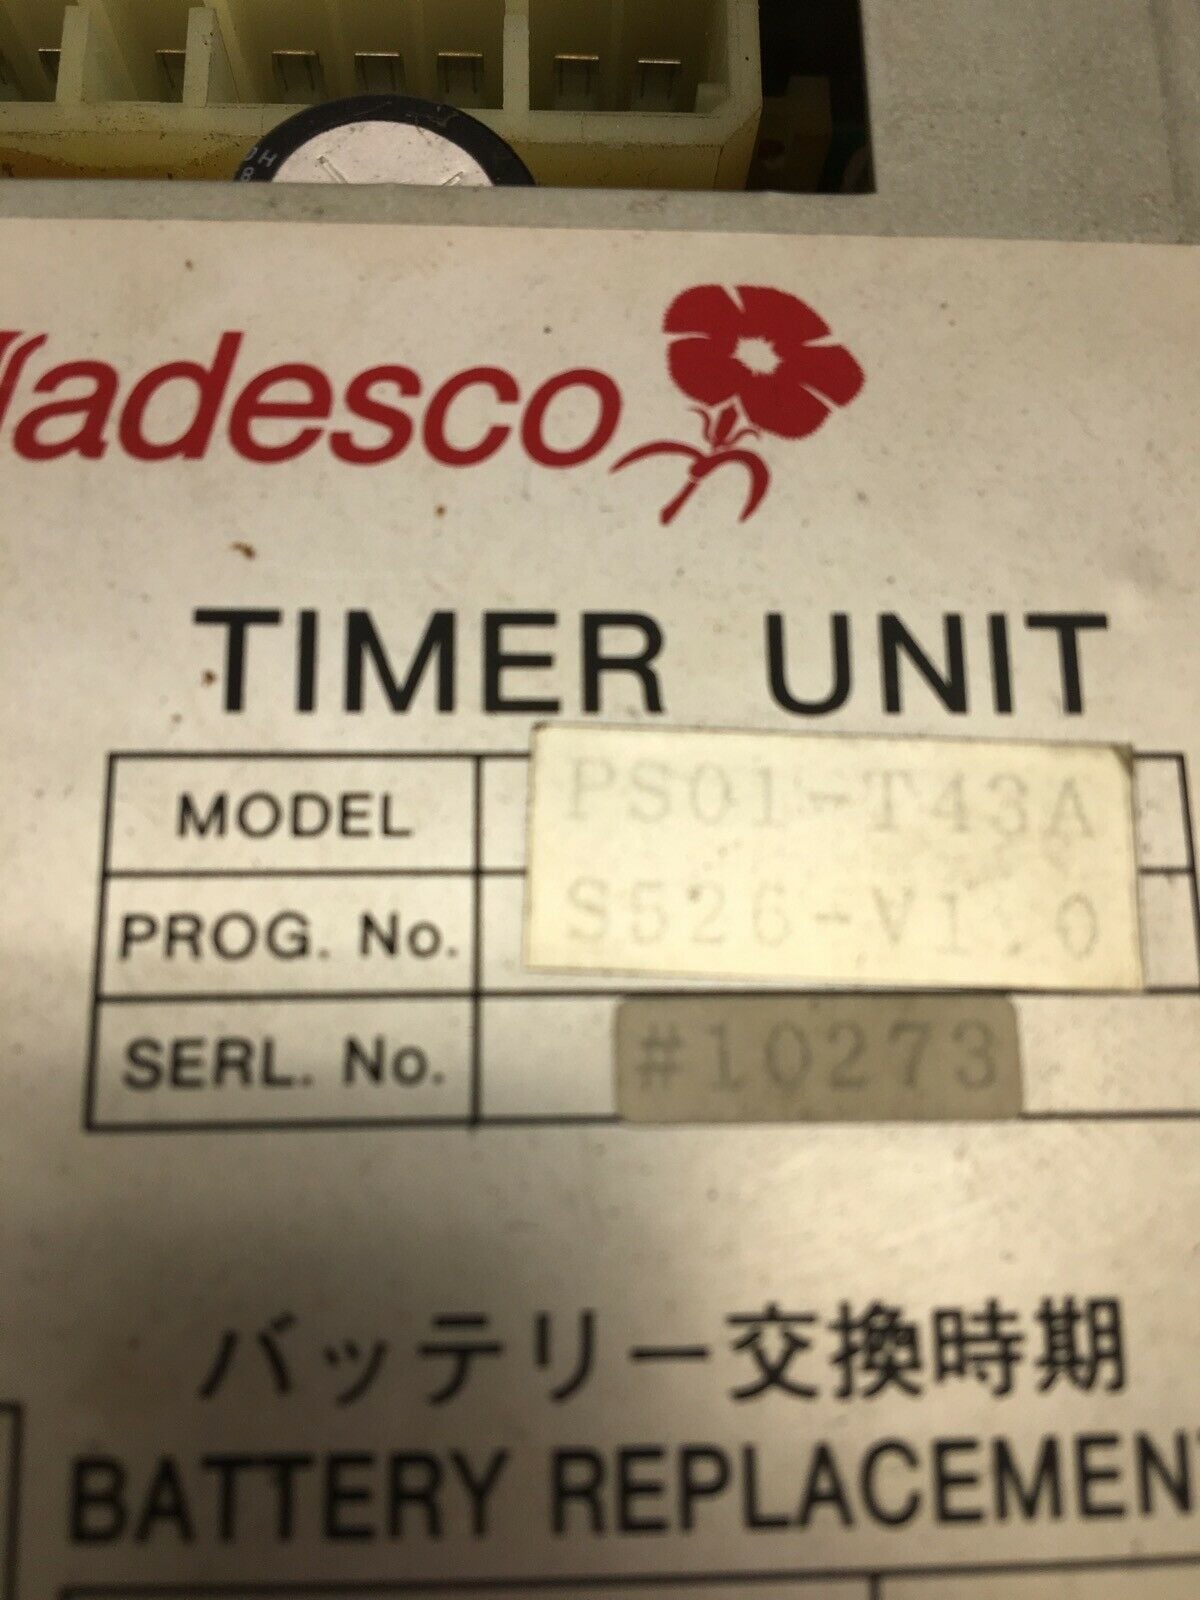 adesco
TIMER UNIT
MODEL PS01-T43A
PROG. No. S526-V1.0
SERL. No. #10273
バッテリー交換時期
BATTERY REPLACEMENT